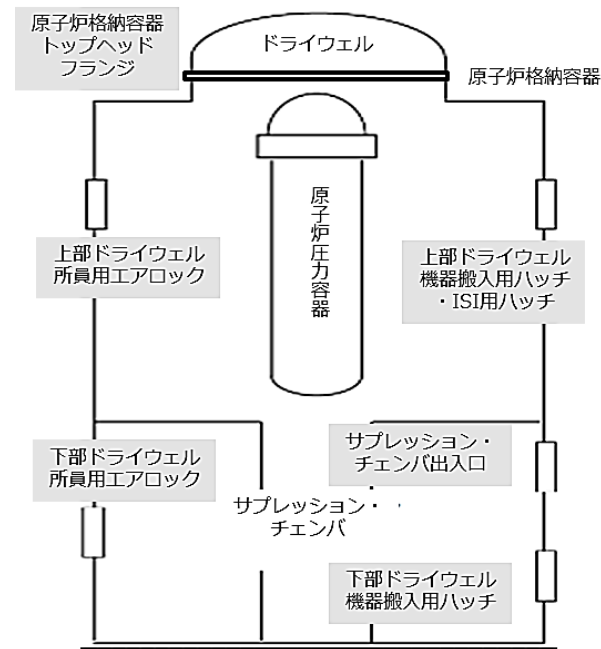 原子炉格納容器
トップヘッド
フランジ
ドライウェル
原子炉格納容器
原子炉圧力容器
上部ドライウェル
所員用エアロック
上部ドライウェル
機器搬入用ハッチ
・ISI用ハッチ
下部ドライウェル
所員用エアロック
サプレッション・
チェンバ出入口
サプレッション・
チェンバ
下部ドライウェル
機器搬入用ハッチ